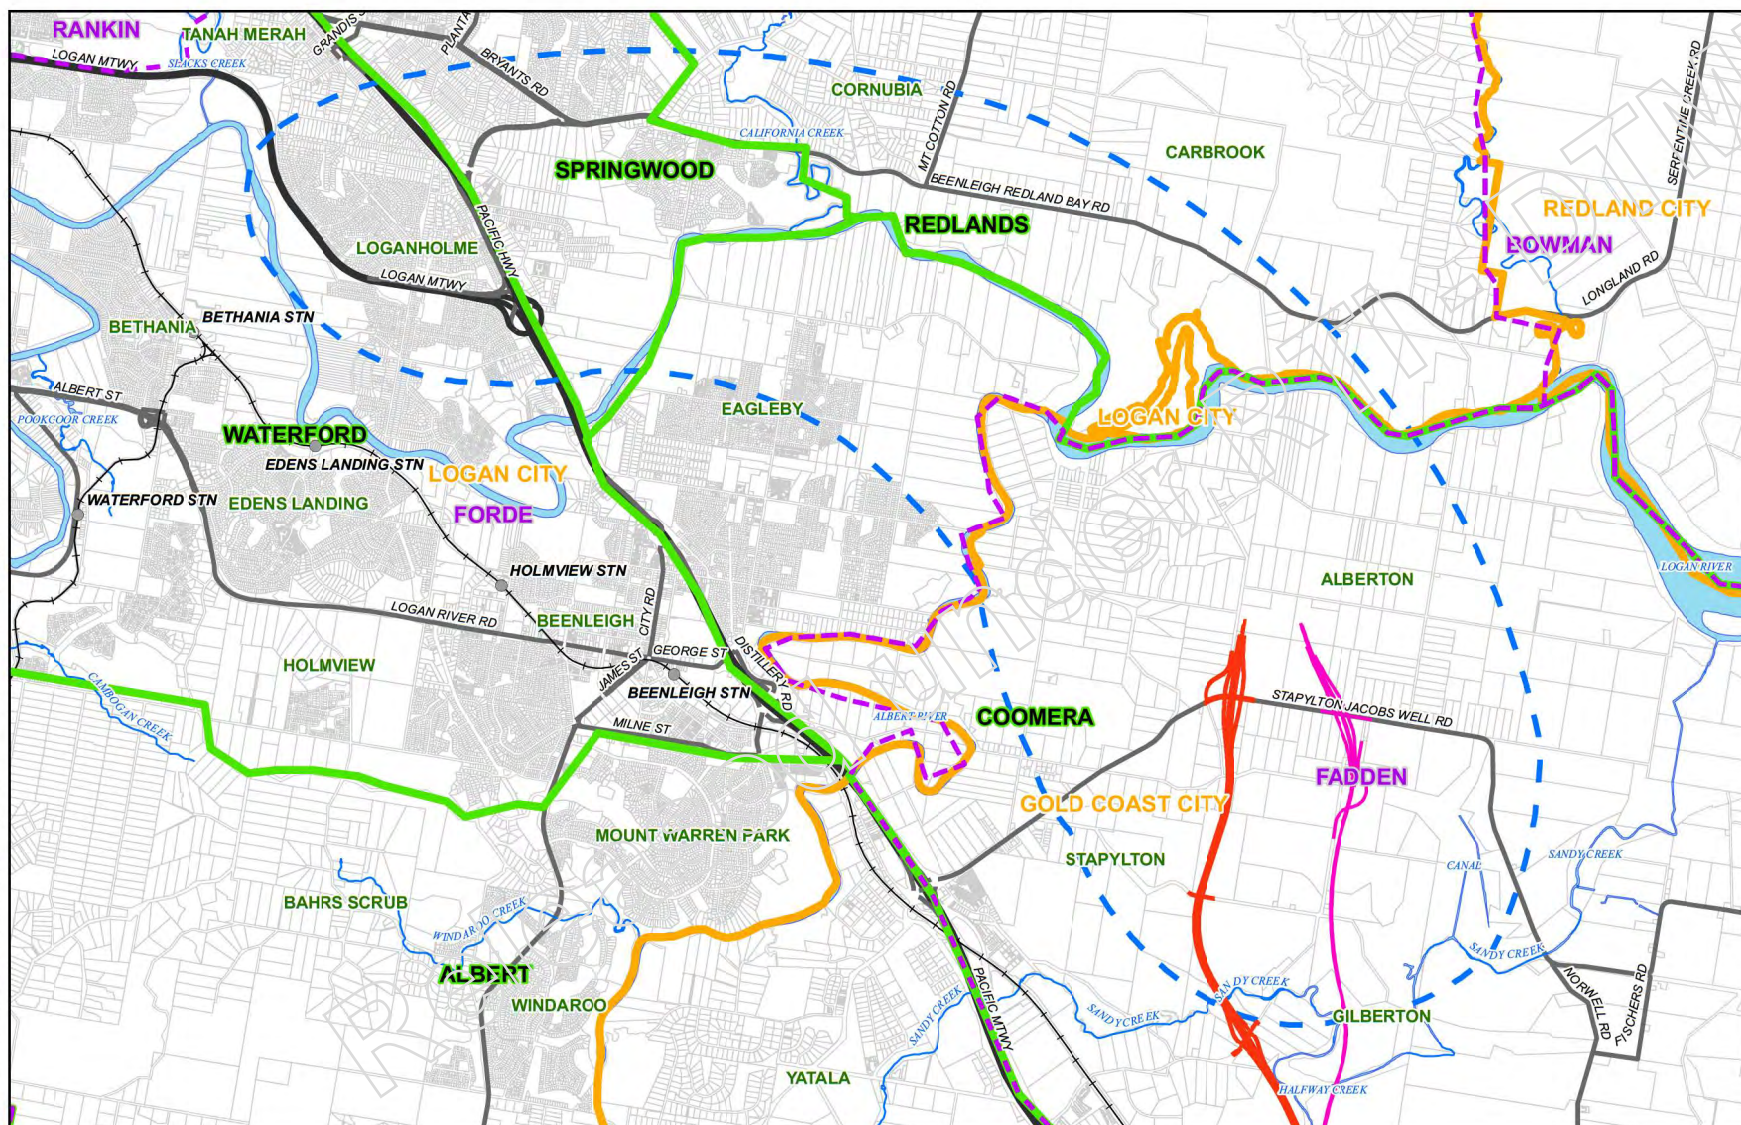 RANKIN
TANAH MERAH
GRANDIS
PLANTA
LOGAN MTWY
SLACKS CREEK
BRYANTS RD
CORNUBIA
MT COTTON RD
CALIFORNIA CREEK
SERPENTINE CREEK RD
CARBROOK
SPRINGWOOD
BEENLEIGH REDLAND BAY RD
REDLAND CITY
REDLANDS
PACIFIC HWY
BOWMAN
LOGANHOLME
LOGAN MTWY
LONGLAND RD
BETHANIA STN
BETHANIA
ALBERT ST
EAGLEBY
LOGAN CITY
POOKCOOR CREEK
WATERFORD
EDENS LANDING STN
LOGAN CITY
WATERFORD STN
EDENS LANDING
FORDE
LOGAN RIVER
HOLMVIEW STN
ALBERTON
LOGAN RIVER RD
CITY RD
BEENLEIGH
GEORGE ST
DISTILLERY RD
HOLMVIEW
JAMES ST
BEENLEIGH STN
CAMBOGAN CREEK
STAPYLTON JACOBS WELL RD
ALBERT RIVER
COOMERA
MILNE ST
FADDEN
GOLD COAST CITY
MOUNT WARREN PARK
STAPYLTON
SANDY CREEK
CANAL
BAHRS SCRUB
WINDAROO CREEK
SANDY CREEK
ALBERT
PACIFIC MTWY
WINDAROO
SANDY CREEK
SANDY CREEK
SANDY CREEK
NORWELL RD
FISCHERS RD
GILBERTON
YATALA
HALFWAY CREEK